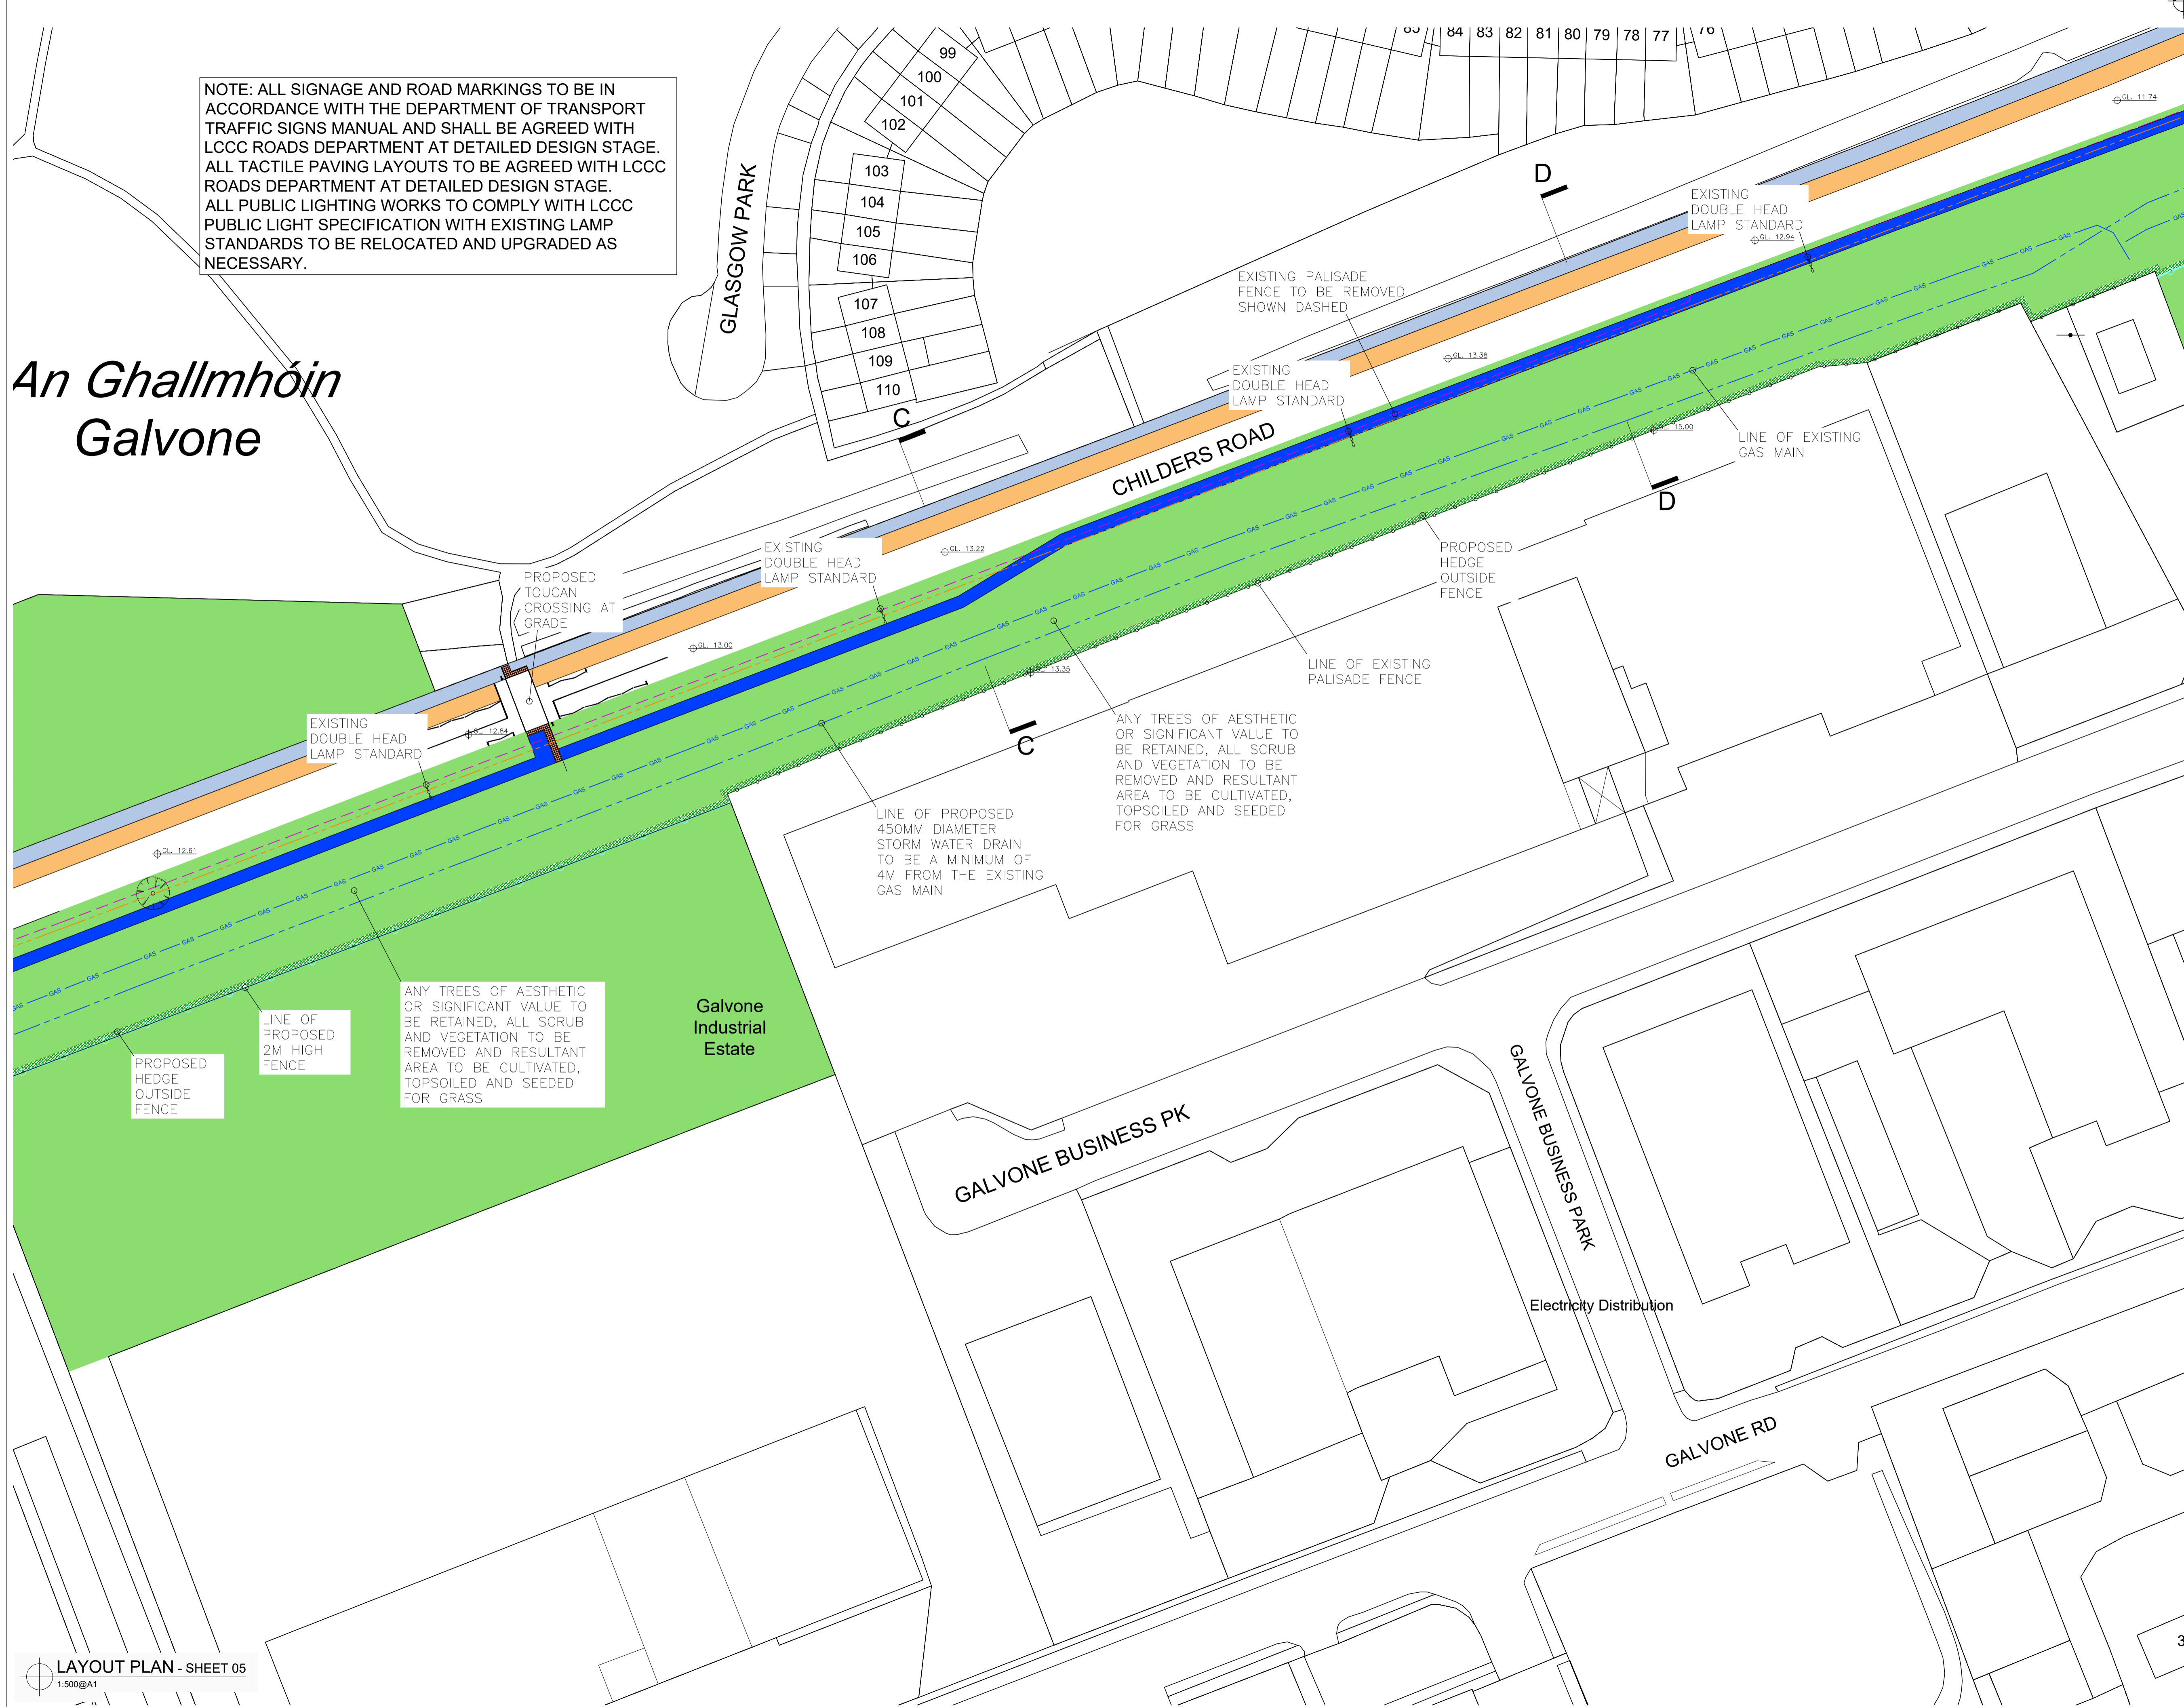 NOTE: ALL SIGNAGE AND ROAD MARKINGS TO BE IN
ACCORDANCE WITH THE DEPARTMENT OF TRANSPORT
TRAFFIC SIGNS MANUAL AND SHALL BE AGREED WITH
LCCC ROADS DEPARTMENT AT DETAILED DESIGN STAGE.
ALL TACTILE PAVING LAYOUTS TO BE AGREED WITH LCCC
ROADS DEPARTMENT AT DETAILED DESIGN STAGE.
ALL PUBLIC LIGHTING WORKS TO COMPLY WITH LCCC
PUBLIC LIGHT SPECIFICATION WITH EXISTING LAMP
STANDARDS TO BE RELOCATED AND UPGRADED AS
NECESSARY.
An Ghallmhóin
Galvone
GLASGOW PARK
99
100
101
102
103
104
105
106
107
108
109
110
85
84 83 82 81 80 79 78 77
76
D
GL. 11.74
EXISTING
DOUBLE HEAD
LAMP STANDARD
GL. 12.94
EXISTING PALISADE
FENCE TO BE REMOVED
SHOWN DASHED
GL. 13.38
EXISTING
DOUBLE HEAD
LAMP STANDARD
C
CHILDERS ROAD
GL. 15.00
LINE OF EXISTING
GAS MAIN
D
EXISTING
DOUBLE HEAD
LAMP STANDARD
GL. 13.22
PROPOSED
HEDGE
OUTSIDE
FENCE
PROPOSED
TOUCAN
CROSSING AT
GRADE
GL. 13.00
GL. 13.35
LINE OF EXISTING
PALISADE FENCE
C
EXISTING
DOUBLE HEAD
LAMP STANDARD
GL. 12.84
ANY TREES OF AESTHETIC
OR SIGNIFICANT VALUE TO
BE RETAINED, ALL SCRUB
AND VEGETATION TO BE
REMOVED AND RESULTANT
AREA TO BE CULTIVATED,
TOPSOILED AND SEEDED
FOR GRASS
LINE OF PROPOSED
450MM DIAMETER
STORM WATER DRAIN
TO BE A MINIMUM OF
4M FROM THE EXISTING
GAS MAIN
GL. 12.61
GAS GAS GAS GAS GAS GAS GAS GAS
ANY TREES OF AESTHETIC
OR SIGNIFICANT VALUE TO
BE RETAINED, ALL SCRUB
AND VEGETATION TO BE
REMOVED AND RESULTANT
AREA TO BE CULTIVATED,
TOPSOILED AND SEEDED
FOR GRASS
LINE OF
PROPOSED
2M HIGH
FENCE
PROPOSED
HEDGE
OUTSIDE
FENCE
Galvone
Industrial
Estate
GALVONE BUSINESS PK
GALVONE BUSINESS PARK
Electricity Distribution
GALVONE RD
3
LAYOUT PLAN - SHEET 05
1:500@A1